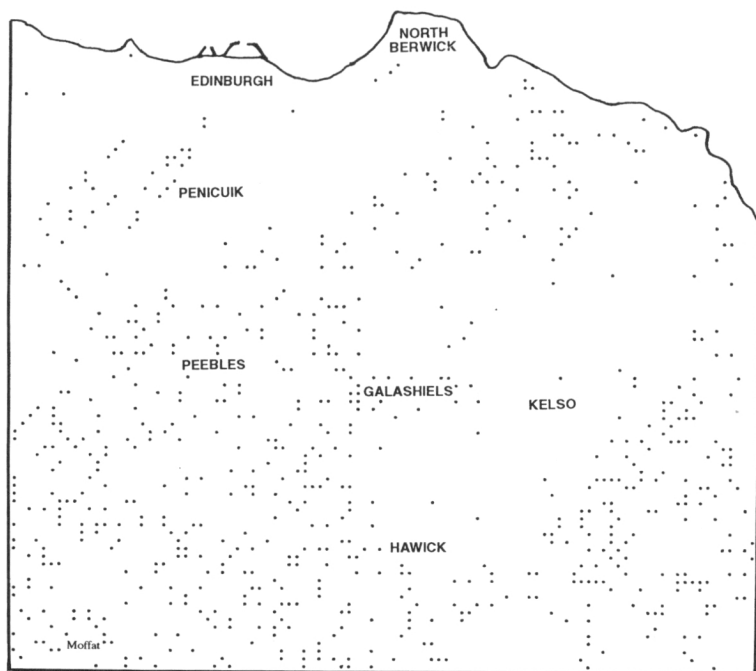 NORTH
BERWICK
EDINBURGH
PENICUIK
PEEBLES
GALASHIELS
KELSO
HAWICK
Moffat